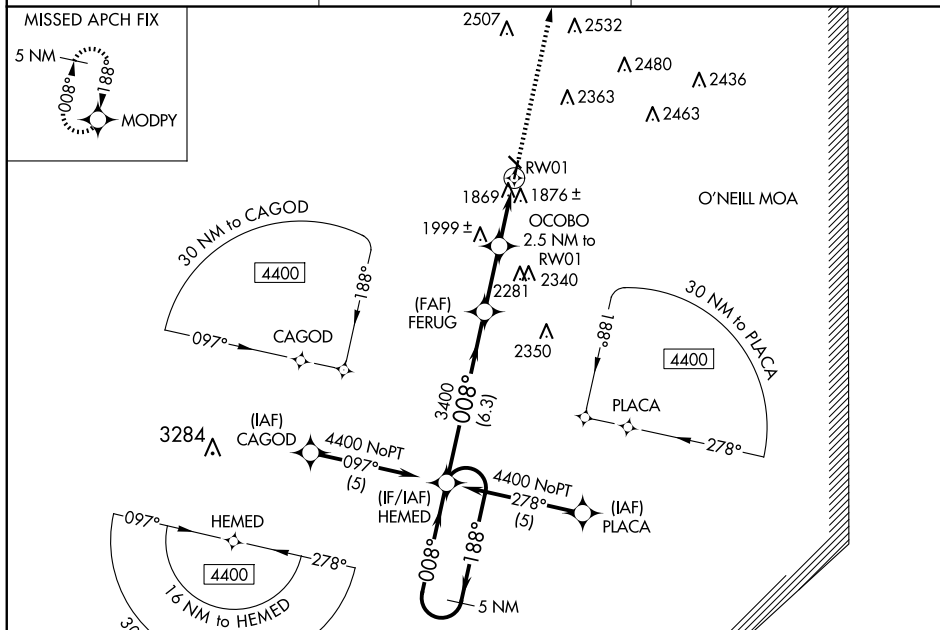 MISSED APCH FIX
5 NM
008°
188°
MODPY
2507
2532
2480
2436
2363
2463
RW01
1869
1876 ±
O'NEILL MOA
1999 ±
OCOBO
2.5 NM to
RW01
2340
2281
30 NM to CAGOD
4400
188°
097°
CAGOD
(FAF)
FERUG
2350
30 NM to PLACA
188°
4400
PLACA
278°
3400
008°
(6.3)
3284
(IAF)
CAGOD
4400 NoPT
097°
(5)
(IF/IAF)
HEMED
4400 NoPT
278°
(5)
(IAF)
PLACA
097°
HEMED
278°
4400
16 NM to HEMED
30
008°
188°
5 NM